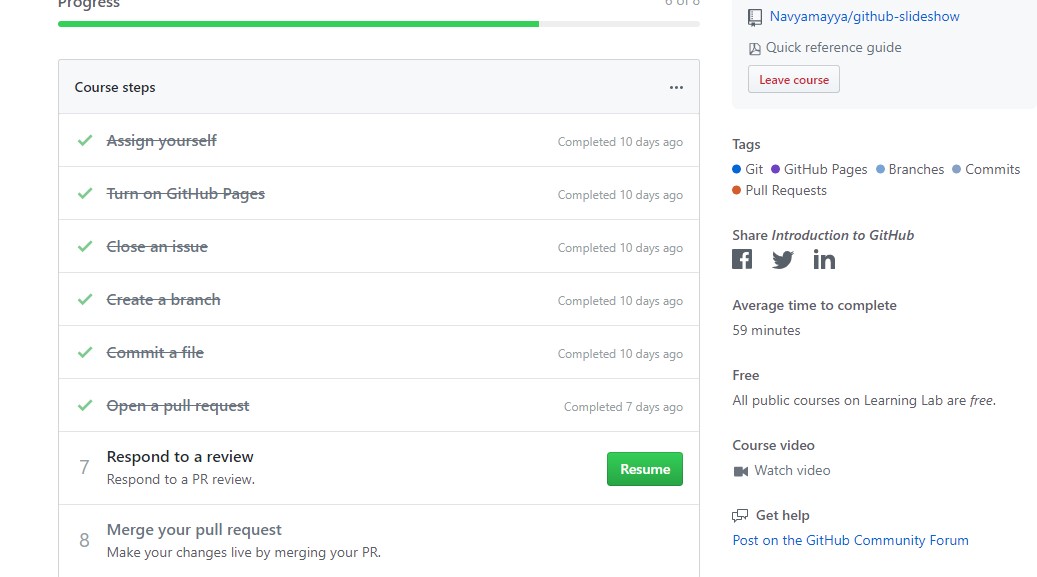 Progress
6 of 8
Course steps
Assign yourself
Completed 10 days ago
Turn on GitHub Pages
Completed 10 days ago
Close an issue
Completed 10 days ago
Create a branch
Completed 10 days ago
Commit a file
Completed 10 days ago
Open a pull request
Completed 7 days ago
7
Respond to a review
Respond to a PR review.
Resume
8
Merge your pull request
Make your changes live by merging your PR.
Navyamayya/github-slideshow
Quick reference guide
Leave course
Tags
Git GitHub Pages Branches Commits
Pull Requests
Share Introduction to GitHub
Average time to complete
59 minutes
Free
All public courses on Learning Lab are free.
Course video
Watch video
Get help
Post on the GitHub Community Forum